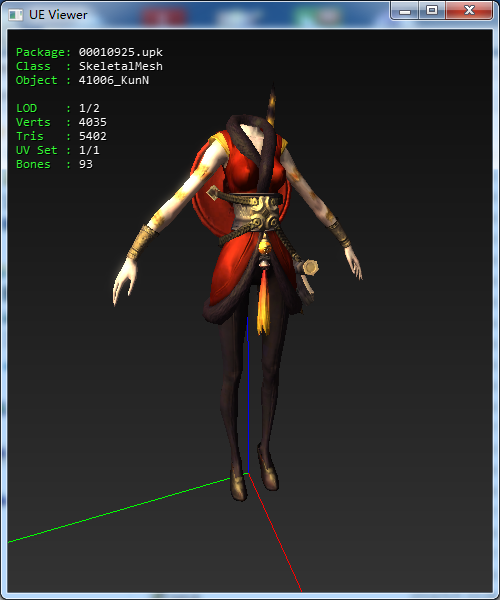 UE Viewer
Package: 00010925.upk
Class : SkeletalMesh
Object : 41006_KunN
LOD : 1/2
Verts : 4035
Tris : 5402
UV Set : 1/1
Bones : 93